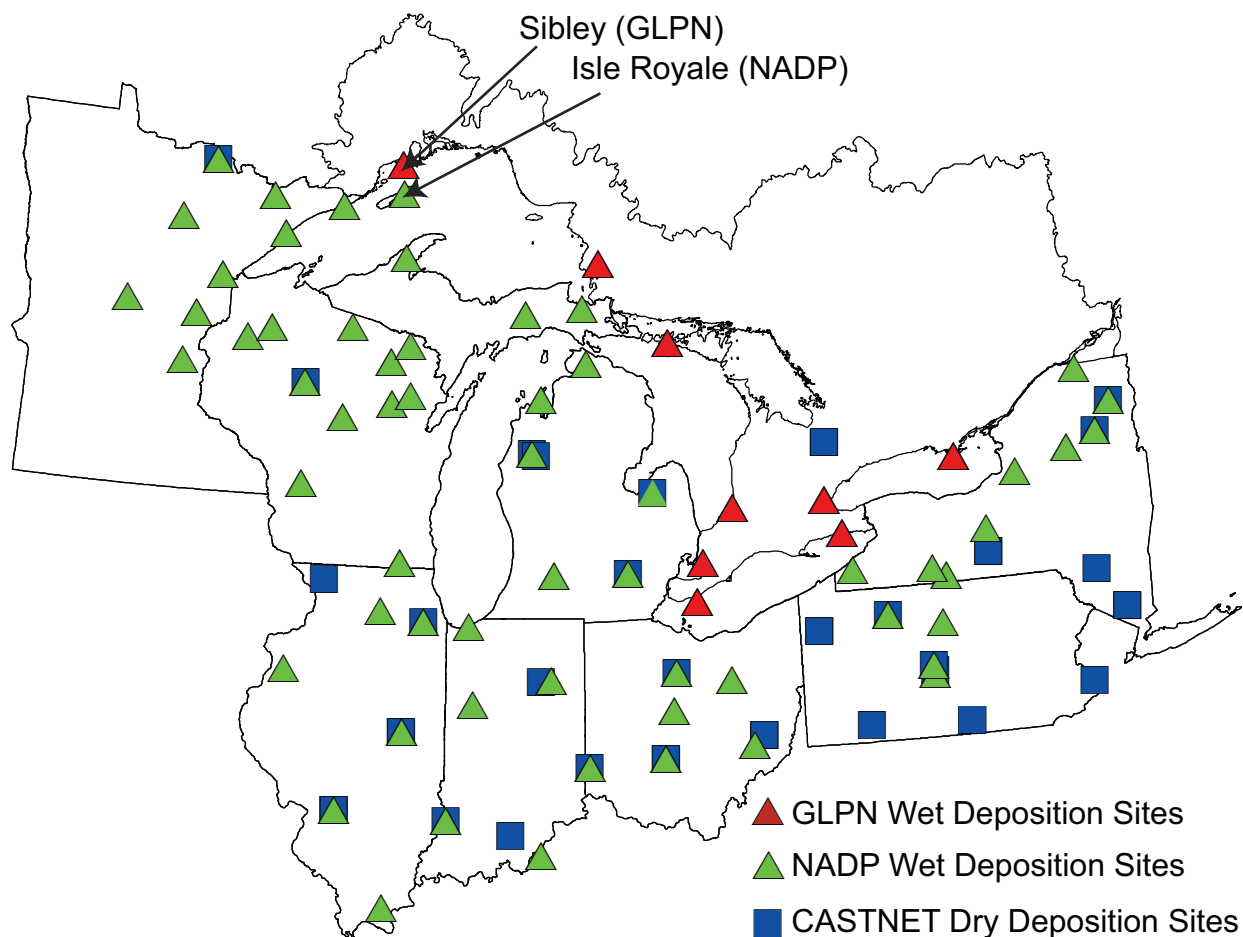 Sibley (GLPN)
Isle Royale (NADP)
GLPN Wet Deposition Sites
NADP Wet Deposition Sites
CASTNET Dry Deposition Sites